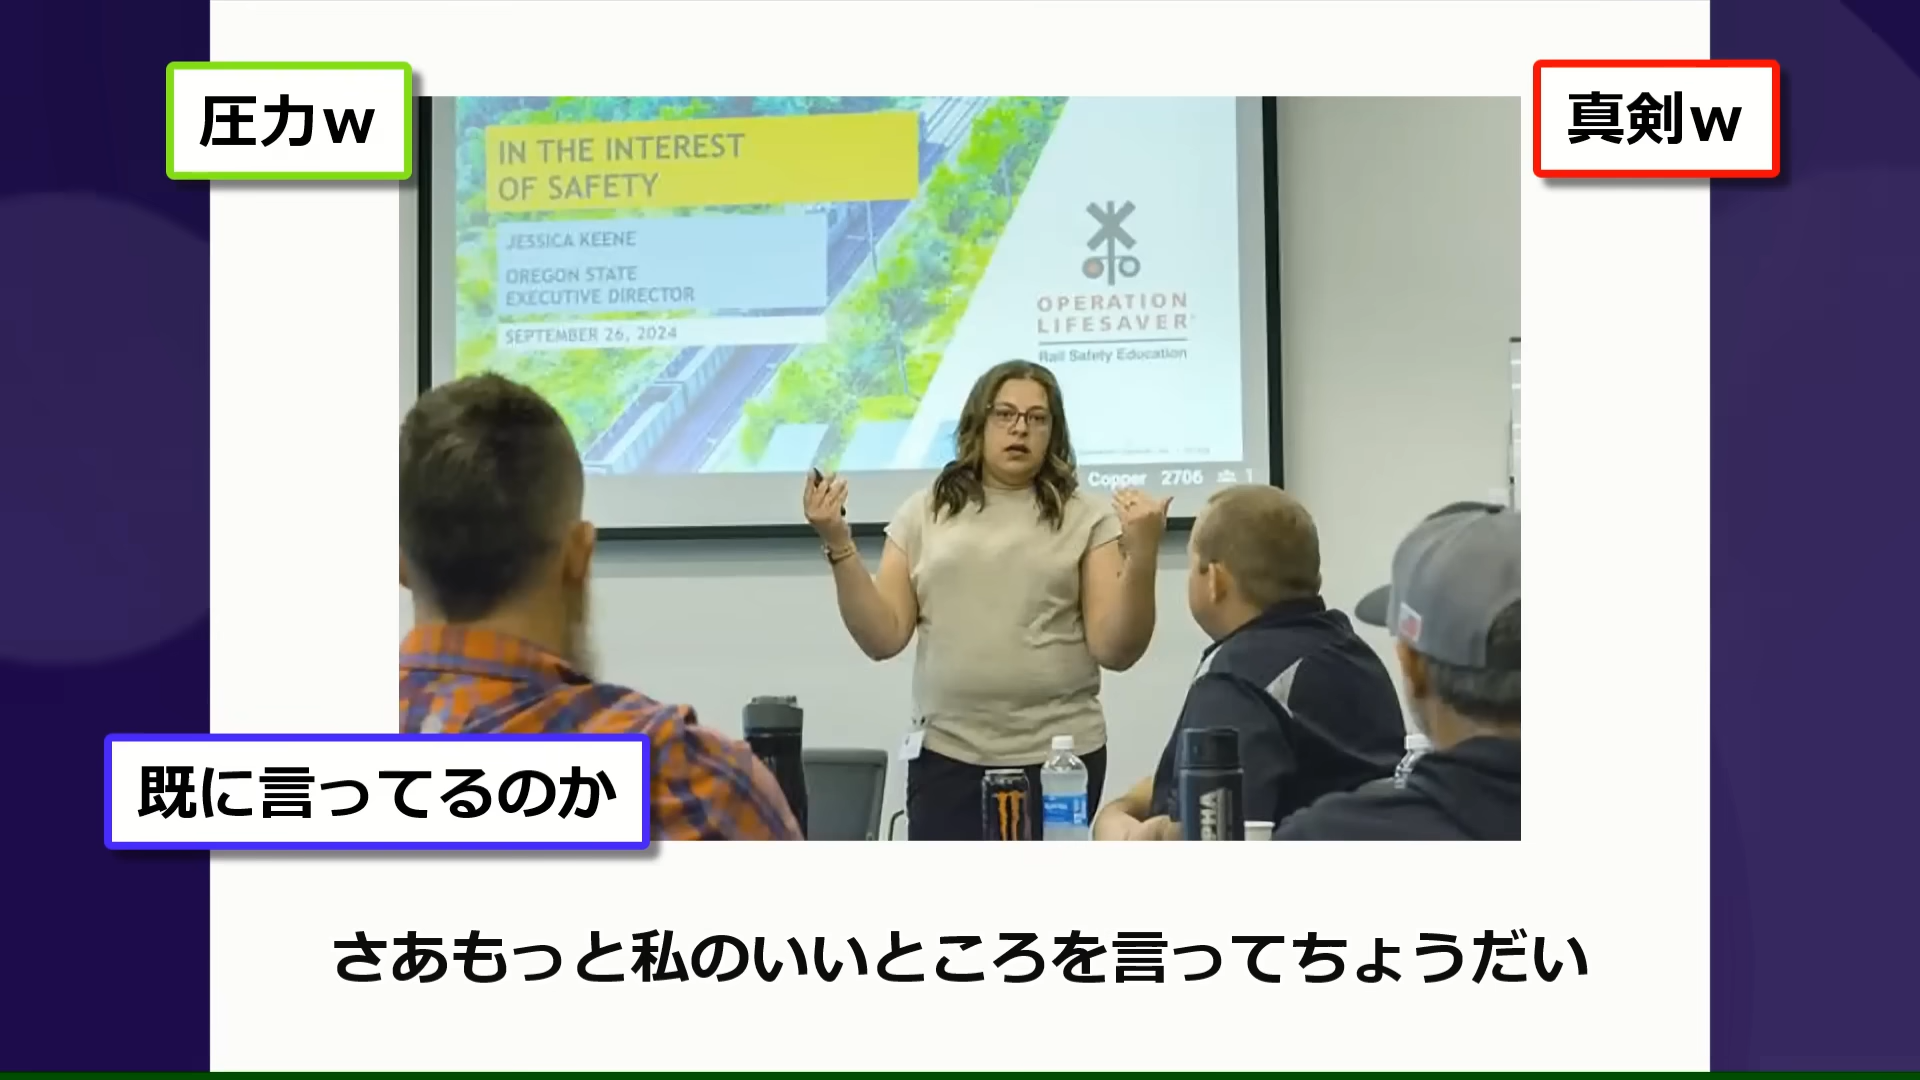 圧力w
真剣w
IN THE INTEREST
OF SAFETY
JESSICA KEENE
OREGON STATE
EXECUTIVE DIRECTOR
SEPTEMBER 26, 2024
OPERATION
LIFESAVER
Rail Safety Education
Copper 2706
既に言ってるのか
さあもっと私のいいところを言ってちょうだい